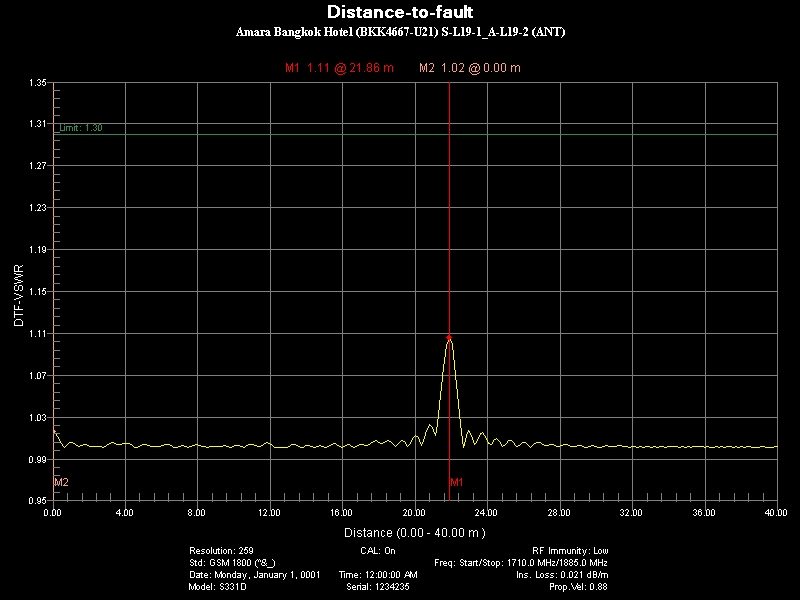 Distance-to-fault
Amara Bangkok Hotel (BKK4667-U21) S-L19-1_A-L19-2 (ANT)
M1 1.11 @ 21.86 m M2 1.02 @ 0.00 m
1.35
1.31
Limit: 1.30
1.27
1.23
1.19
1.15
1.11
1.07
1.03
0.99
0.95
DTF-VSWR
M2
M1
0.00 4.00 8.00 12.00 16.00 20.00 24.00 28.00 32.00 36.00 40.00
Distance (0.00 - 40.00 m )
Resolution: 259 CAL: On RF Immunity: Low
Std: GSM 1800 (°&_) Freq: Start/Stop: 1710.0 MHz/1885.0 MHz
Date: Monday, January 1, 0001 Time: 12:00:00 AM Ins. Loss: 0.021 dB/m
Model: S331D Serial: 1234235 Prop.Vel: 0.88